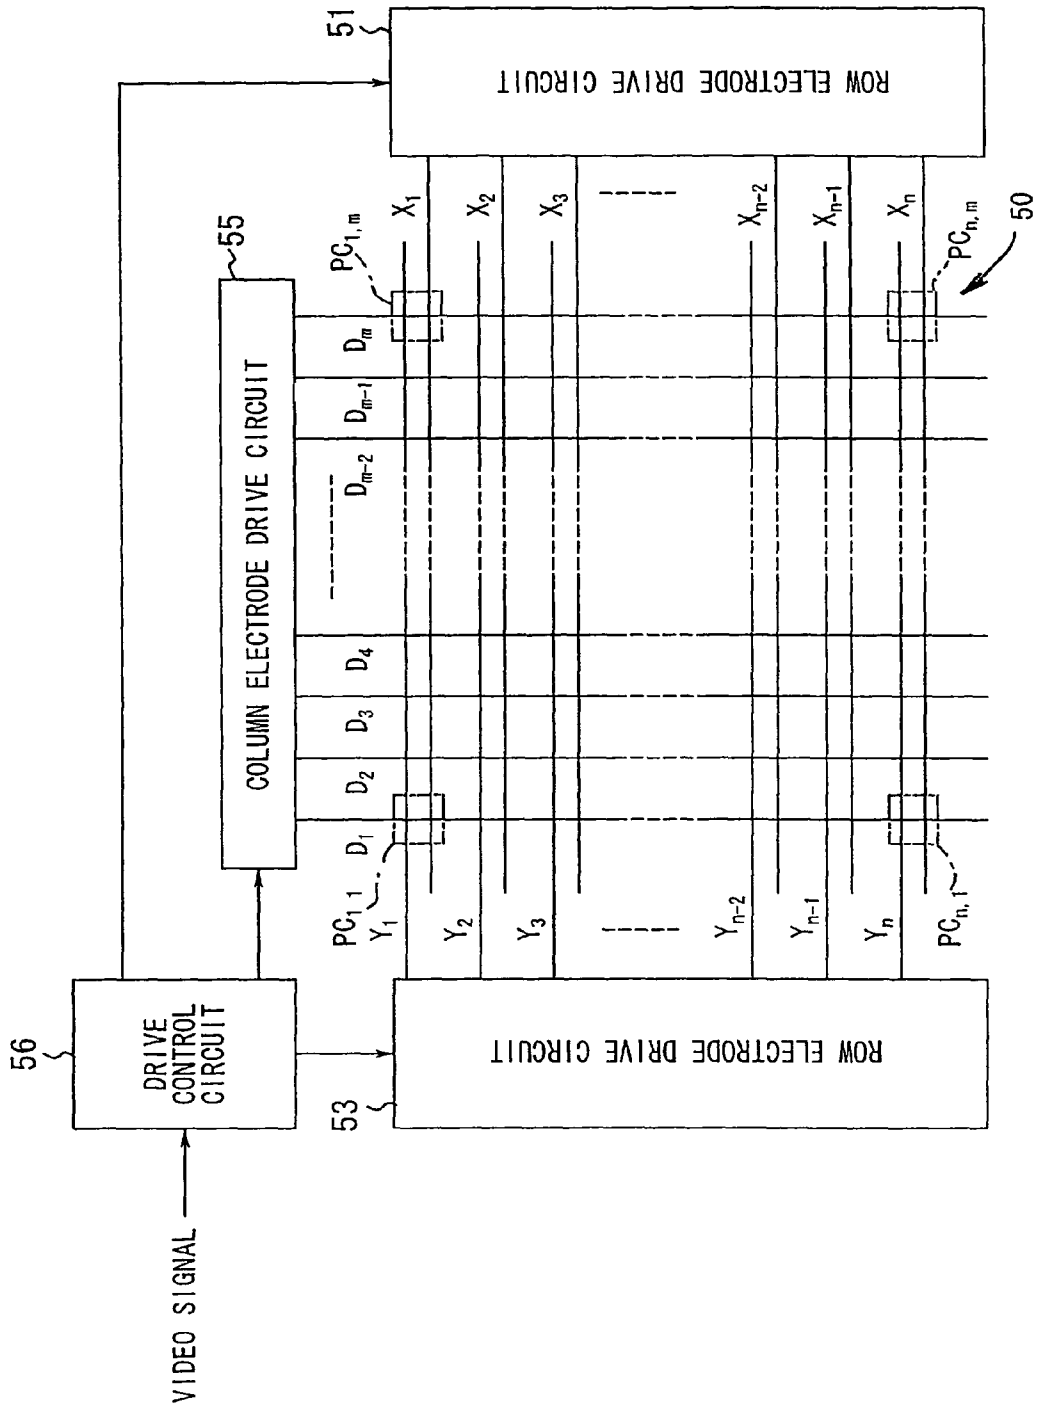 VIDEO SIGNAL
56
DRIVE
CONTROL
CIRCUIT
55
COLUMN ELECTRODE DRIVE CIRCUIT
53
ROW ELECTRODE DRIVE CIRCUIT
51
ROW ELECTRODE DRIVE CIRCUIT
D1 D2 D3 D4 Dm-2 Dm-1 Dm
PC1 1
PC1,m
Y1
Y2
Y3
Yn-2
Yn-1
Yn
X1
X2
X3
Xn-2
Xn-1
Xn
PCn,1
PCn,m
50